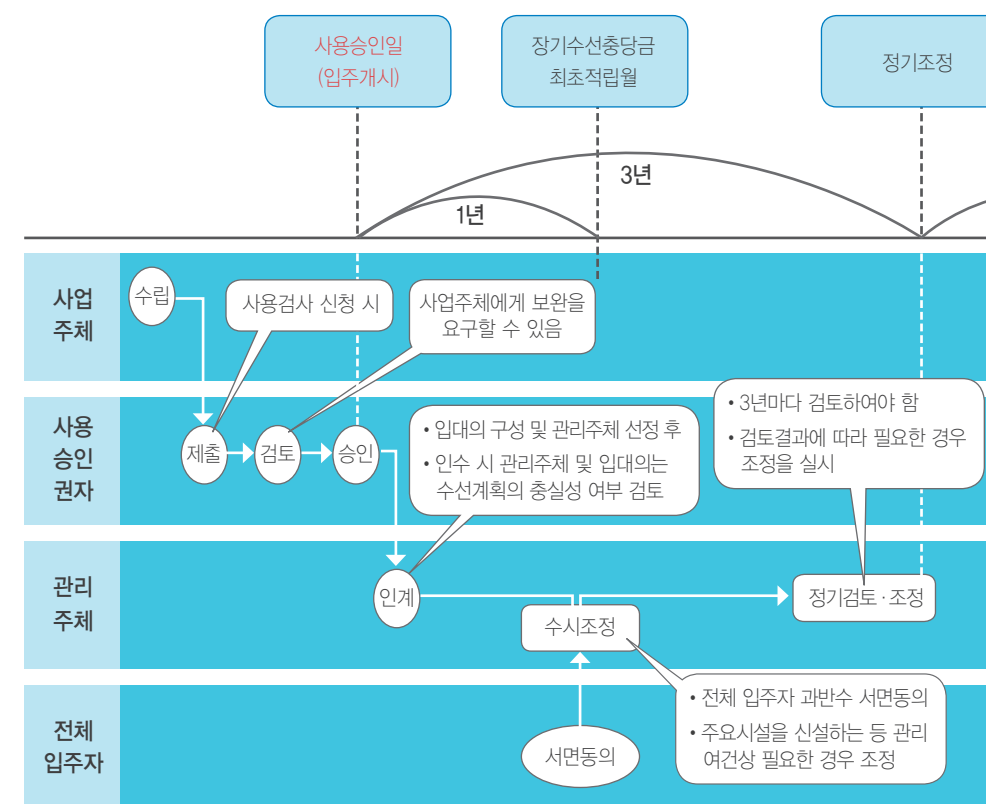 사용승인일
(입주개시)
장기수선충당금
최초적립월
정기조정
3년
1년
사업
주체
수립
사용검사 신청 시
사업주체에게 보완을
요구할 수 있음
사용
승인
권자
제출
검토
승인
• 입대의 구성 및 관리주체 선정 후
• 인수 시 관리주체 및 입대의는
수선계획의 충실성 여부 검토
• 3년마다 검토하여야 함
• 검토결과에 따라 필요한 경우
조정을 실시
관리
주체
인계
수시조정
정기검토 · 조정
전체
입주자
서면동의
• 전체 입주자 과반수 서면동의
• 주요시설을 신설하는 등 관리
여건상 필요한 경우 조정